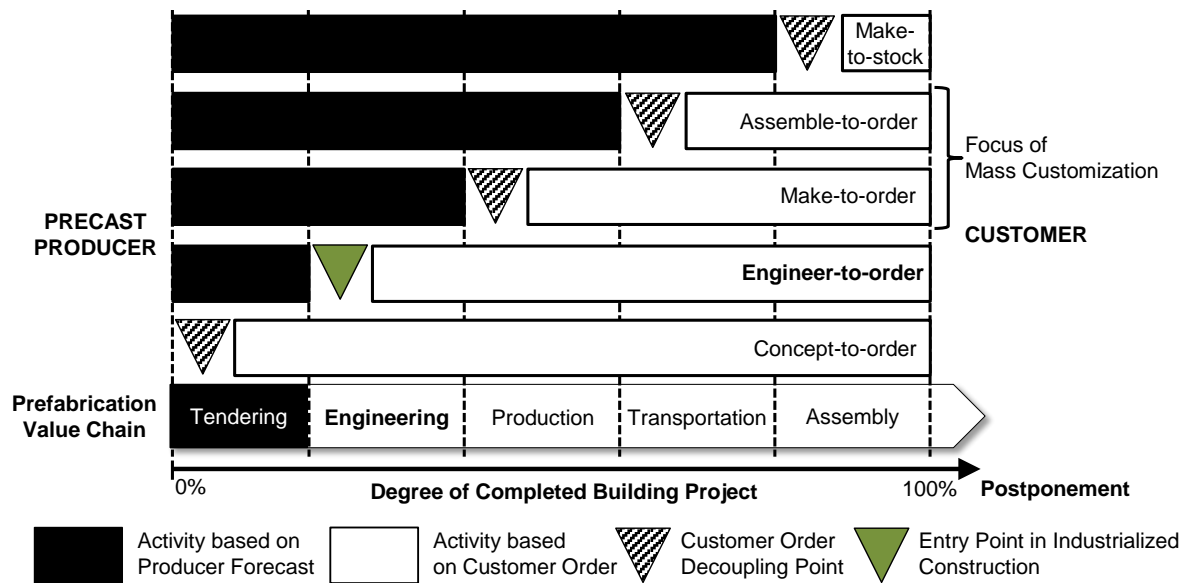 Make-
to-stock
Assemble-to-order
Focus of
Mass Customization
Make-to-order
PRECAST
PRODUCER
CUSTOMER
Engineer-to-order
Concept-to-order
Prefabrication
Value Chain
Tendering
Engineering
Production
Transportation
Assembly
0%
Degree of Completed Building Project
100%
Postponement
Activity based on
Producer Forecast
Activity based
on Customer Order
Customer Order
Decoupling Point
Entry Point in Industrialized
Construction